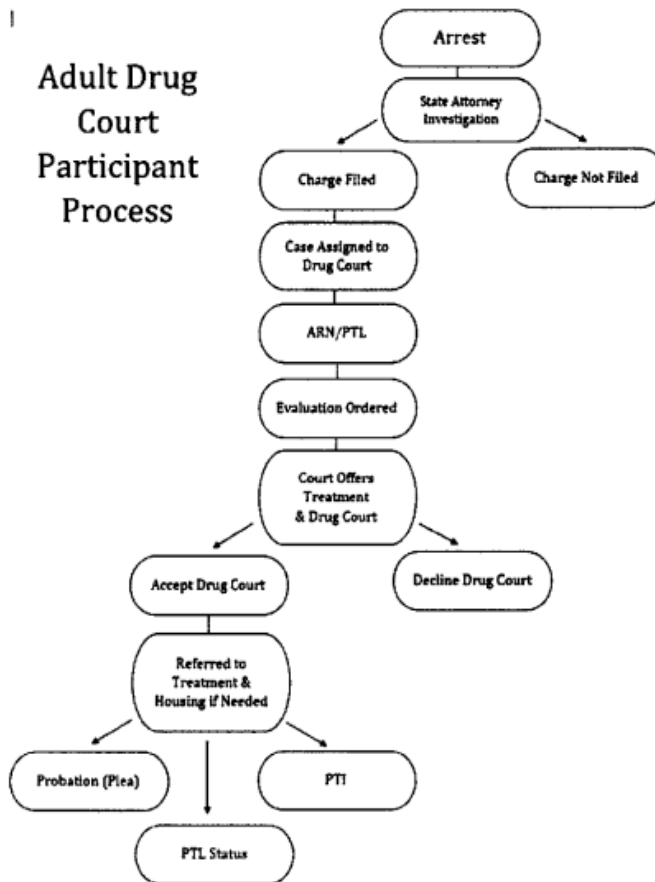 Adult Drug
Court
Participant
Process
Arrest
State Attorney
Investigation
Charge Filed
Charge Not Filed
Case Assigned to
Drug Court
ARN/PTL
Evaluation Ordered
Court Offers
Treatment
& Drug Court
Accept Drug Court
Decline Drug Court
Referred to
Treatment &
Housing if Needed
Probation (Plea)
PTI
PTL Status